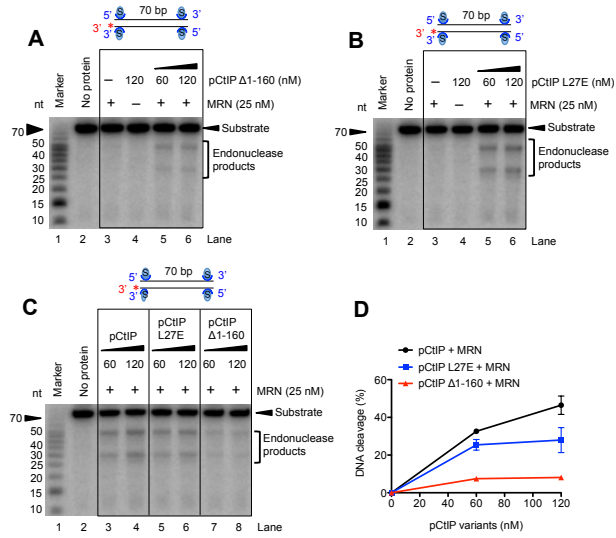 A
70 bp
S S
5’ 3’
3’ *
3’ S S 5’
Marker
No protein
– 120 60 120 pCtIP Δ1-160 (nM)
+ – + + MRN (25 nM)
nt
70
Substrate
50
40
30
25
20
15
10
Endonuclease products
1 2 3 4 5 6 Lane
B
70 bp
S S
5’ 3’
3’ *
3’ S S 5’
Marker
No protein
– 120 60 120 pCtIP L27E (nM)
+ – + + MRN (25 nM)
nt
70
Substrate
50
40
30
25
20
15
10
Endonuclease
products
1 2 3 4 5 6 Lane
C
70 bp
S S
5’ 3’
3’ *
3’ S S 5’
Marker
No protein
pCtIP pCtIP L27E pCtIP Δ1-160
60 120 60 120 60 120
+ + + + + + MRN (25 nM)
nt
70
Substrate
50
40
30
25
20
15
10
Endonuclease
products
1 2 3 4 5 6 7 8 Lane
D
pCtIP + MRN
pCtIP L27E + MRN
pCtIP Δ1-160 + MRN
DNA cleavage (%)
60
40
20
0
0 20 40 60 80 100 120
pCtIP variants (nM)